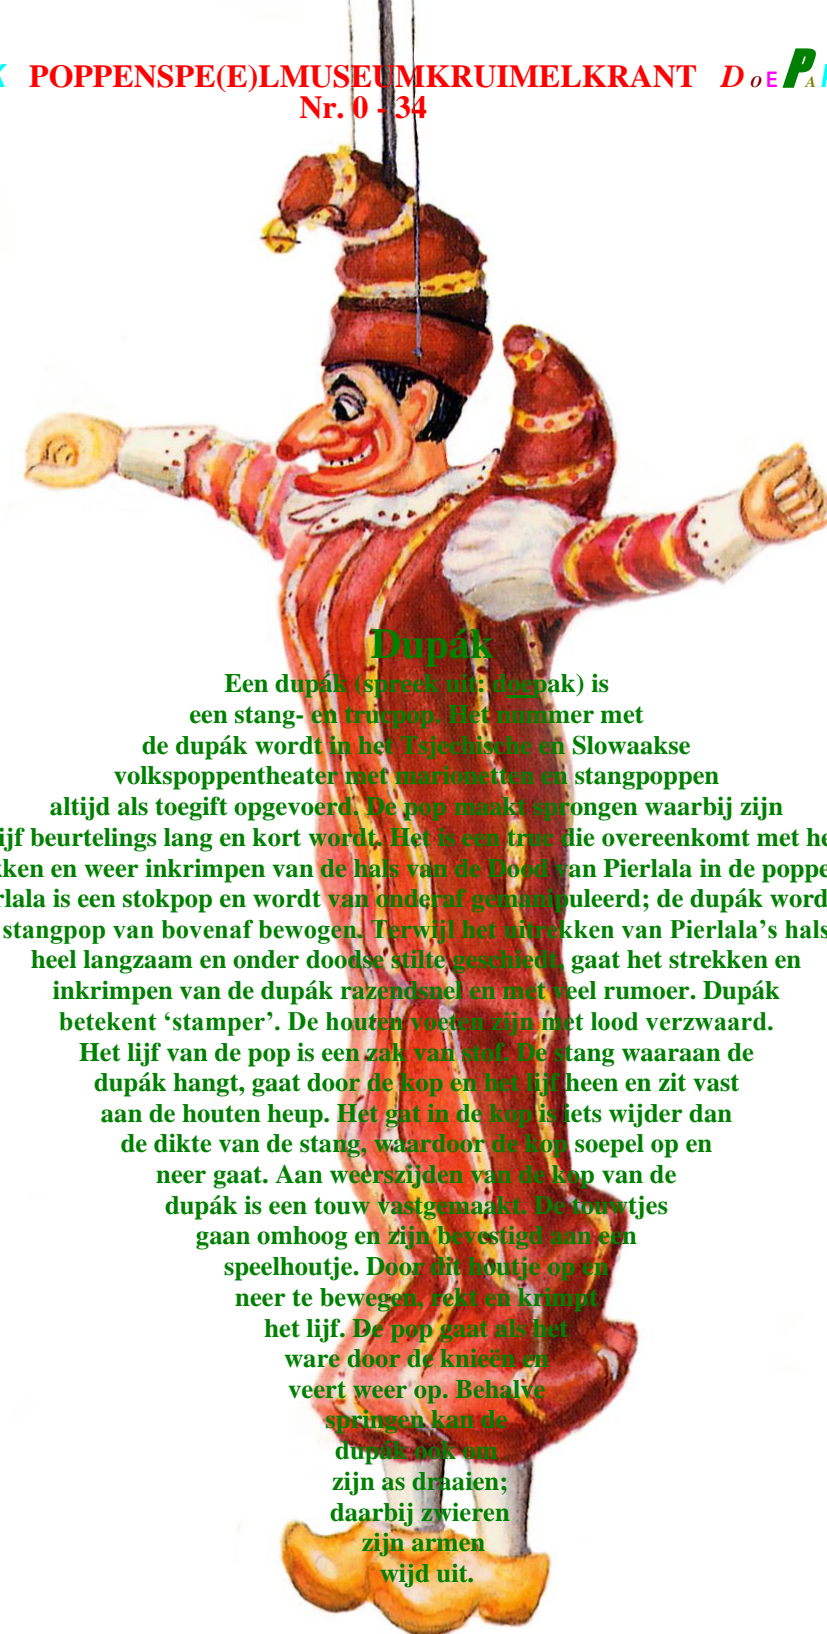 K POPPENSPE(E)LMUSEUMKRUIMELKRANT DOEPA
Nr. 0 - 34
Dupák
Een dupák (spreek uit: doepak) is
een stang- en trucpop. Het nummer met
de dupák wordt in het Tsjechische en Slowaakse
volkspoppentheater met marionetten en stangpoppen
altijd als toegift opgevoerd. De pop maakt sprongen waarbij zijn
ijf beurtelings lang en kort wordt. Het is een truc die overeenkomt met he
kken en weer inkrimpen van de hals van de Dood van Pierlala in de poppe
rlala is een stokpop en wordt van onderaf gemanipuleerd; de dupák word
stangpop van bovenaf bewogen. Terwijl het uitrekken van Pierlala’s hals
heel langzaam en onder doodse stilte geschiedt, gaat het strekken en
inkrimpen van de dupák razendsnel en met veel rumoer. Dupák
betekent ‘stamper’. De houten voeten zijn met lood verzwaard.
Het lijf van de pop is een zak van stof. De stang waaraan de
dupák hangt, gaat door de kop en het lijf heen en zit vast
aan de houten heup. Het gat in de kop is iets wijder dan
de dikte van de stang, waardoor de kop soepel op en
neer gaat. Aan weerszijden van de kop van de
dupák is een touw vastgemaakt. De touwtjes
gaan omhoog en zijn bevestigd aan een
speelhoutje. Door dit houtje op en
neer te bewegen, rekt en krimpt
het lijf. De pop gaat als het
ware door de knieën en
veert weer op. Behalve
springen kan de
dupák ook om
zijn as draaien;
daarbij zwieren
zijn armen
wijd uit.